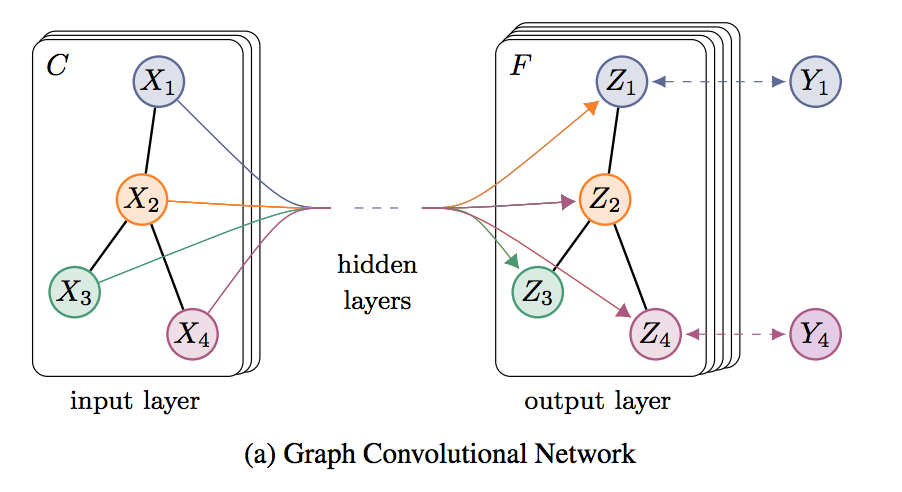 C
X₁
X₂
X₃
X₄
input layer
hidden
layers
F
Z₁
Z₂
Z₃
Z₄
output layer
Y₁
Y₄
(a) Graph Convolutional Network